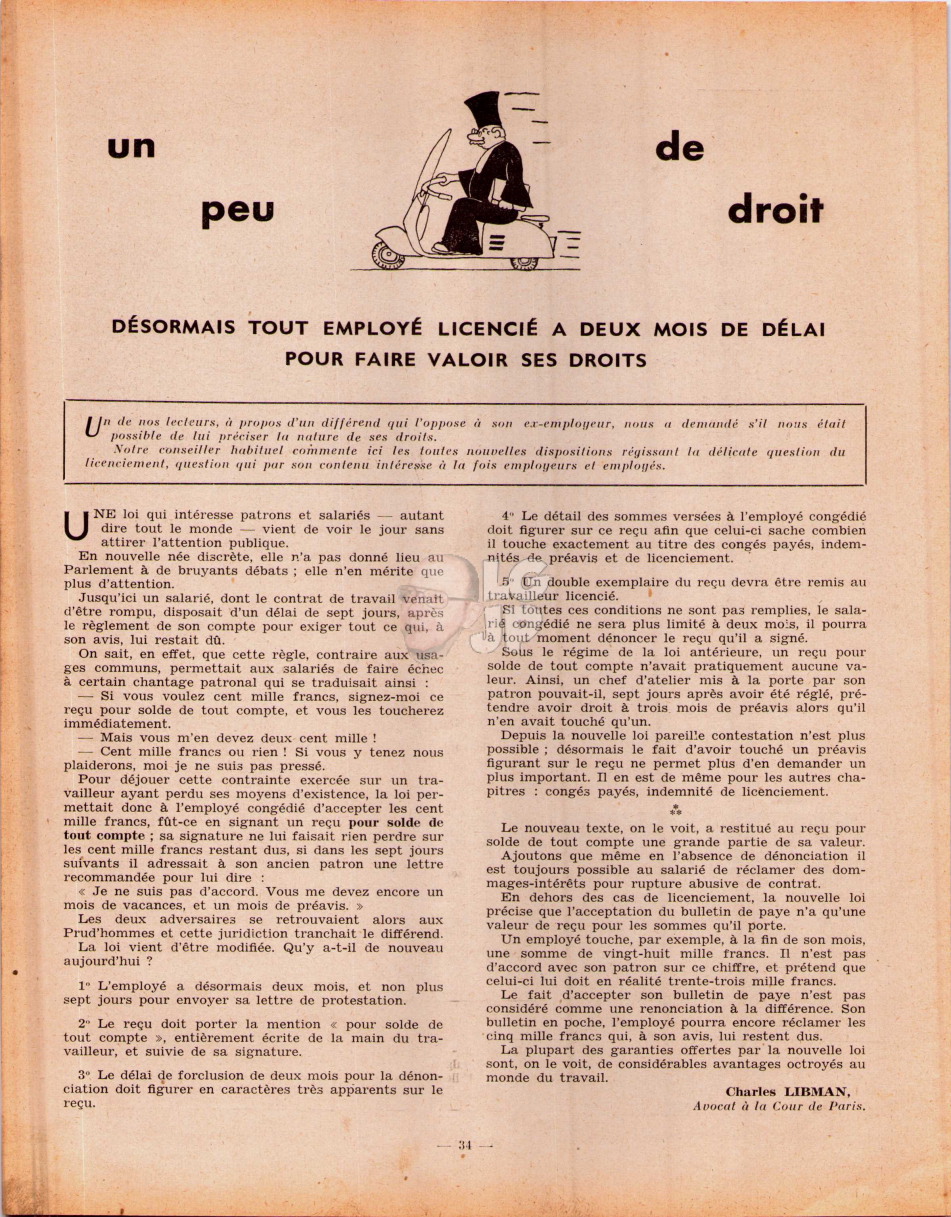 un
peu
de
droit
DÉSORMAIS TOUT EMPLOYÉ LICENCIÉ A DEUX MOIS DE DÉLAI
POUR FAIRE VALOIR SES DROITS
Un de nos lecteurs, à propos d'un différend qui l'oppose à son ex-employeur, nous a demandé s'il nous était
possible de lui préciser la nature de ses droits.
Notre conseiller habituel commente ici les toutes nouvelles dispositions régissant la délicate question du
licenciement, question qui par son contenu intéresse à la fois employeurs et employés.
UNE loi qui intéresse patrons et salariés — autant
dire tout le monde — vient de voir le jour sans
attirer l'attention publique.
En nouvelle née discrète, elle n'a pas donné lieu au
Parlement à de bruyants débats ; elle n'en mérite que
plus d'attention.
Jusqu'ici un salarié, dont le contrat de travail venait
d'être rompu, disposait d'un délai de sept jours, après
le règlement de son compte pour exiger tout ce qui, à
son avis, lui restait dû.
On sait, en effet, que cette règle, contraire aux usa-
ges communs, permettait aux salariés de faire échec
à certain chantage patronal qui se traduisait ainsi :
— Si vous voulez cent mille francs, signez-moi ce
reçu pour solde de tout compte, et vous les toucherez
immédiatement.
— Mais vous m'en devez deux cent mille !
— Cent mille francs ou rien ! Si vous y tenez nous
plaiderons, moi je ne suis pas pressé.
Pour déjouer cette contrainte exercée sur un tra-
vailleur ayant perdu ses moyens d'existence, la loi per-
mettait donc à l'employé congédié d'accepter les cent
mille francs, fût-ce en signant un reçu pour solde de
tout compte ; sa signature ne lui faisait rien perdre sur
les cent mille francs restant dus, si dans les sept jours
suivants il adressait à son ancien patron une lettre
recommandée pour lui dire :
« Je ne suis pas d'accord. Vous me devez encore un
mois de vacances, et un mois de préavis. »
Les deux adversaires se retrouvaient alors aux
Prud'hommes et cette juridiction tranchait le différend.
La loi vient d'être modifiée. Qu'y a-t-il de nouveau
aujourd'hui ?
1° L'employé a désormais deux mois, et non plus
sept jours pour envoyer sa lettre de protestation.
2° Le reçu doit porter la mention « pour solde de
tout compte », entièrement écrite de la main du tra-
vailleur, et suivie de sa signature.
3° Le délai de forclusion de deux mois pour la dénon-
ciation doit figurer en caractères très apparents sur le
reçu.
4° Le détail des sommes versées à l'employé congédié
doit figurer sur ce reçu afin que celui-ci sache combien
il touche exactement au titre des congés payés, indem-
nités de préavis et de licenciement.
5° Un double exemplaire du reçu devra être remis au
travailleur licencié.
Si toutes ces conditions ne sont pas remplies, le sala-
rié congédié ne sera plus limité à deux mois, il pourra
à tout moment dénoncer le reçu qu'il a signé.
Sous le régime de la loi antérieure, un reçu pour
solde de tout compte n'avait pratiquement aucune va-
leur. Ainsi, un chef d'atelier mis à la porte par son
patron pouvait-il, sept jours après avoir été réglé, pré-
tendre avoir droit à trois mois de préavis alors qu'il
n'en avait touché qu'un.
Depuis la nouvelle loi pareille contestation n'est plus
possible ; désormais le fait d'avoir touché un préavis
figurant sur le reçu ne permet plus d'en demander un
plus important. Il en est de même pour les autres cha-
pitres : congés payés, indemnité de licenciement.
***
Le nouveau texte, on le voit, a restitué au reçu pour
solde de tout compte une grande partie de sa valeur.
Ajoutons que même en l'absence de dénonciation il
est toujours possible au salarié de réclamer des dom-
mages-intérêts pour rupture abusive de contrat.
En dehors des cas de licenciement, la nouvelle loi
précise que l'acceptation du bulletin de paye n'a qu'une
valeur de reçu pour les sommes qu'il porte.
Un employé touche, par exemple, à la fin de son mois,
une somme de vingt-huit mille francs. Il n'est pas
d'accord avec son patron sur ce chiffre, et prétend que
celui-ci lui doit en réalité trente-trois mille francs.
Le fait d'accepter son bulletin de paye n'est pas
considéré comme une renonciation à la différence. Son
bulletin en poche, l'employé pourra encore réclamer les
cinq mille francs qui, à son avis, lui restent dus.
La plupart des garanties offertes par la nouvelle loi
sont, on le voit, de considérables avantages octroyés au
monde du travail.
Charles LIBMAN,
Avocat à la Cour de Paris.
— 34 —